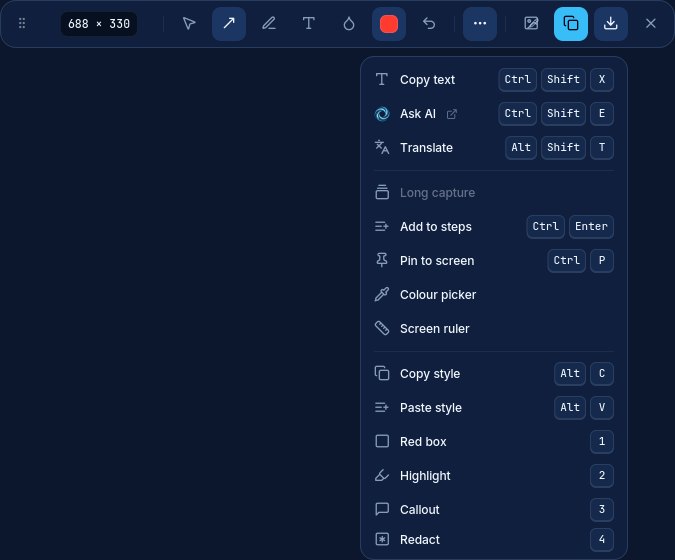 688 × 330
Copy text Ctrl Shift X
Ask AI Ctrl Shift E
Translate Alt Shift T
Long capture
Add to steps Ctrl Enter
Pin to screen Ctrl P
Colour picker
Screen ruler
Copy style Alt C
Paste style Alt V
Red box 1
Highlight 2
Callout 3
Redact 4